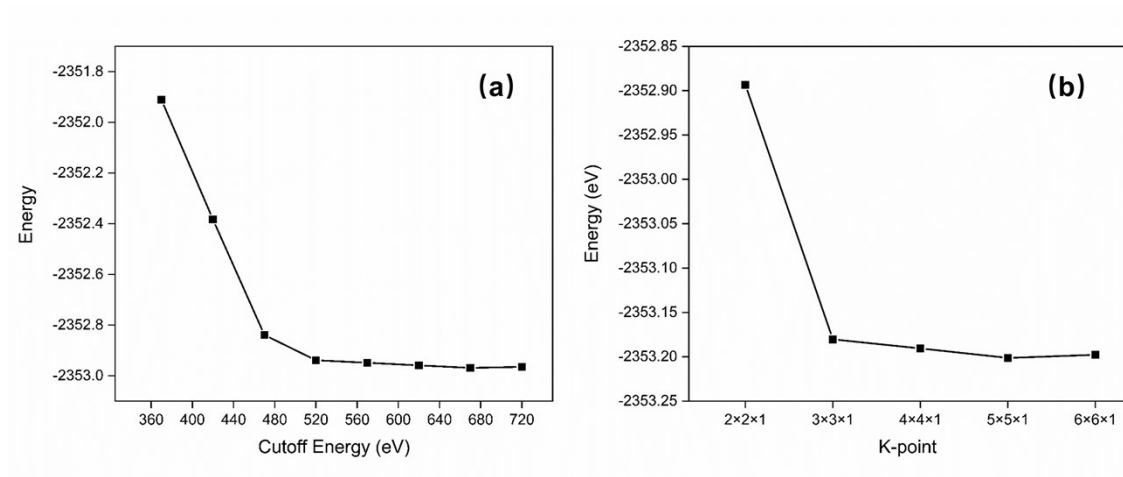 (a)
Energy
-2351.8
-2352.0
-2352.2
-2352.4
-2352.6
-2352.8
-2353.0
360 400 440 480 520 560 600 640 680 720
Cutoff Energy (eV)
(b)
Energy (eV)
-2352.85
-2352.90
-2352.95
-2353.00
-2353.05
-2353.10
-2353.15
-2353.20
-2353.25
2×2×1 3×3×1 4×4×1 5×5×1 6×6×1
K-point